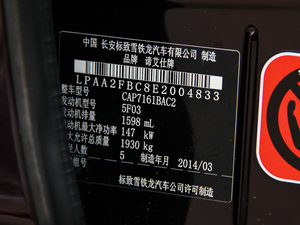 中国 长安标致雪铁龙汽车有限公司 制造
品牌 谛艾仕牌
LPAA2FBC8E2004833
整车型号 CAP7161BAC2
发动机型号 5F03
发动机排量 1598 mL
发动机最大净功率 147 kW
最大允许总质量 1930 kg
5 制造年月 2014/03
标致雪铁龙汽车公司许可制造